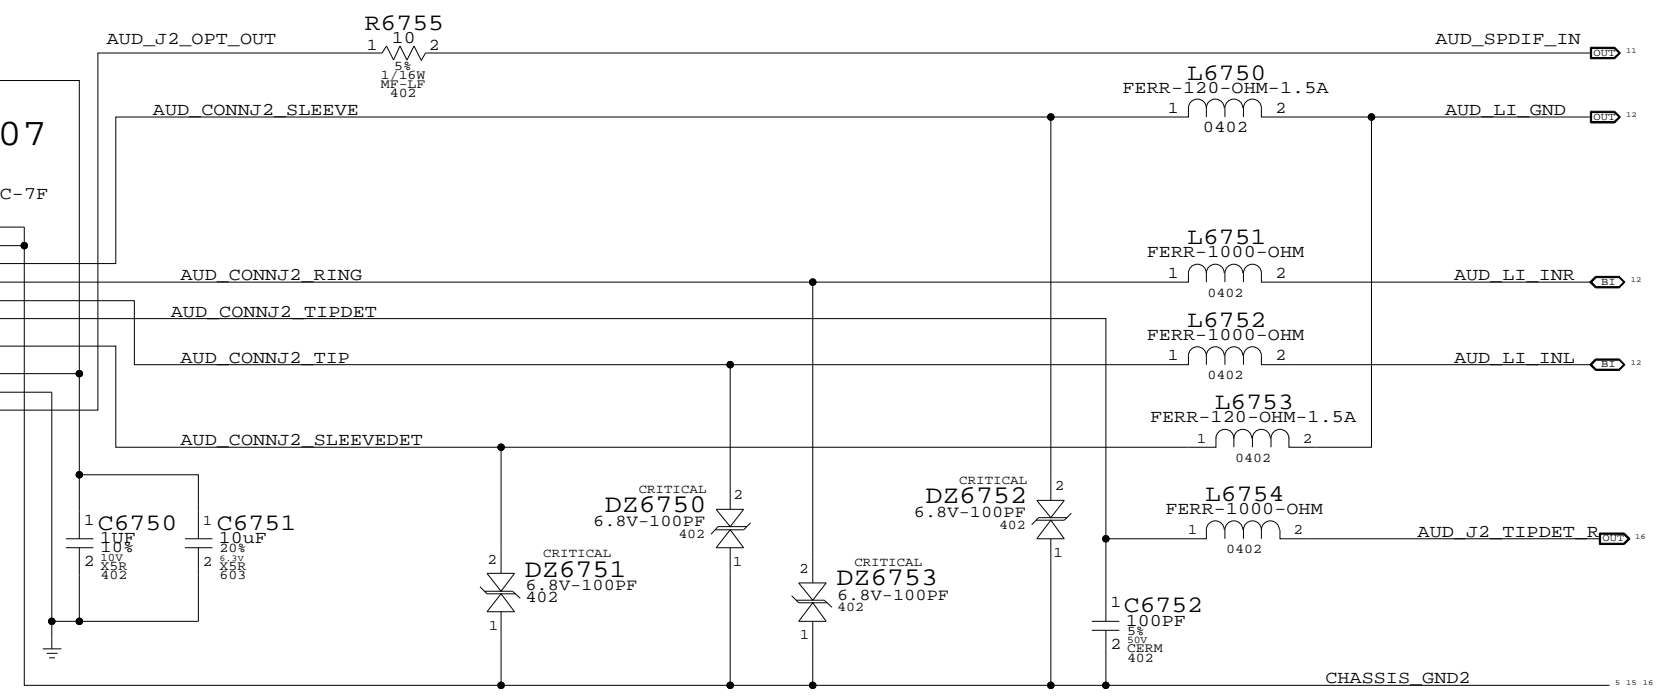 R6755
AUD_J2_OPT_OUT
1 10 2
5%
1/16W
MF-LF
402
AUD_SPDIF_IN
OUT 11
L6750
FERR-120-OHM-1.5A
AUD_CONNJ2_SLEEVE
1 2
0402
AUD_LI_GND
OUT 12
07
C-7F
L6751
FERR-1000-OHM
AUD_CONNJ2_RING
1 2
0402
AUD_LI_INR
BI 12
AUD_CONNJ2_TIPDET
L6752
FERR-1000-OHM
AUD_CONNJ2_TIP
1 2
0402
AUD_LI_INL
BI 12
L6753
FERR-120-OHM-1.5A
AUD_CONNJ2_SLEEVEDET
1 2
0402
CRITICAL
DZ6750
6.8V-100PF
402
2
1
CRITICAL
DZ6752
6.8V-100PF
402
2
1
L6754
FERR-1000-OHM
1 2
0402
AUD_J2_TIPDET_R
OUT 16
1 C6750
1UF
10%
10V
2 X5R
402
1 C6751
10uF
20%
6.3V
2 X5R
603
2
CRITICAL
DZ6751
6.8V-100PF
402
1
2
CRITICAL
DZ6753
6.8V-100PF
402
1
1 C6752
100PF
5%
50V
2 CERM
402
CHASSIS_GND2
5 15 16